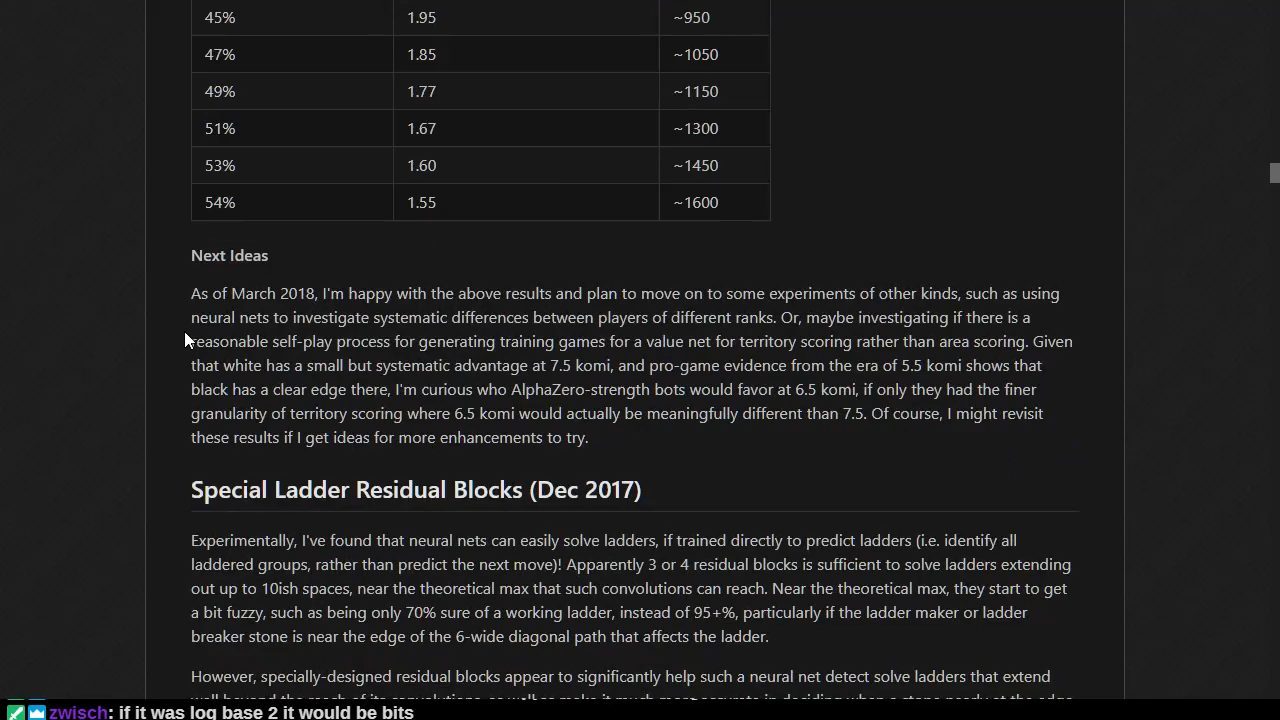 45% 1.95 ~950
47% 1.85 ~1050
49% 1.77 ~1150
51% 1.67 ~1300
53% 1.60 ~1450
54% 1.55 ~1600
Next Ideas
As of March 2018, I'm happy with the above results and plan to move on to some experiments of other kinds, such as using
neural nets to investigate systematic differences between players of different ranks. Or, maybe investigating if there is a
reasonable self-play process for generating training games for a value net for territory scoring rather than area scoring. Given
that white has a small but systematic advantage at 7.5 komi, and pro-game evidence from the era of 5.5 komi shows that
black has a clear edge there, I'm curious who AlphaZero-strength bots would favor at 6.5 komi, if only they had the finer
granularity of territory scoring where 6.5 komi would actually be meaningfully different than 7.5. Of course, I might revisit
these results if I get ideas for more enhancements to try.
Special Ladder Residual Blocks (Dec 2017)
Experimentally, I've found that neural nets can easily solve ladders, if trained directly to predict ladders (i.e. identify all
laddered groups, rather than predict the next move)! Apparently 3 or 4 residual blocks is sufficient to solve ladders extending
out up to 10ish spaces, near the theoretical max that such convolutions can reach. Near the theoretical max, they start to get
a bit fuzzy, such as being only 70% sure of a working ladder, instead of 95+%, particularly if the ladder maker or ladder
breaker stone is near the edge of the 6-wide diagonal path that affects the ladder.
However, specially-designed residual blocks appear to significantly help such a neural net detect solve ladders that extend
zwisch: if it was log base 2 it would be bits